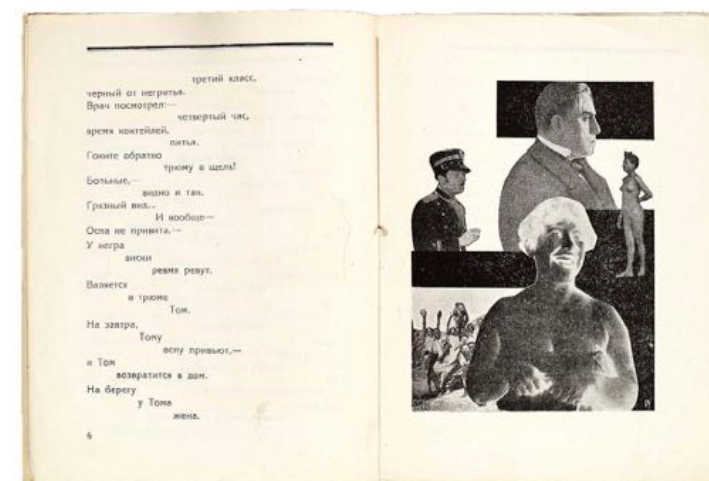 третий класс,
черный от негритья.
Врач посмотрел:—
четвертый час,
время коктейлей,
питья.
Гоните обратно
трюму в щель!
Больные,—
видно и так.
Грязный вид...
И вообще—
Оспа не привита.—
У негра
виски
ревмя ревут.
Валяется
в трюме
Том.
На завтра,
Тому
оспу привьют,—
и Том
возвратится в дом.
На берегу
у Тома
жена.
6